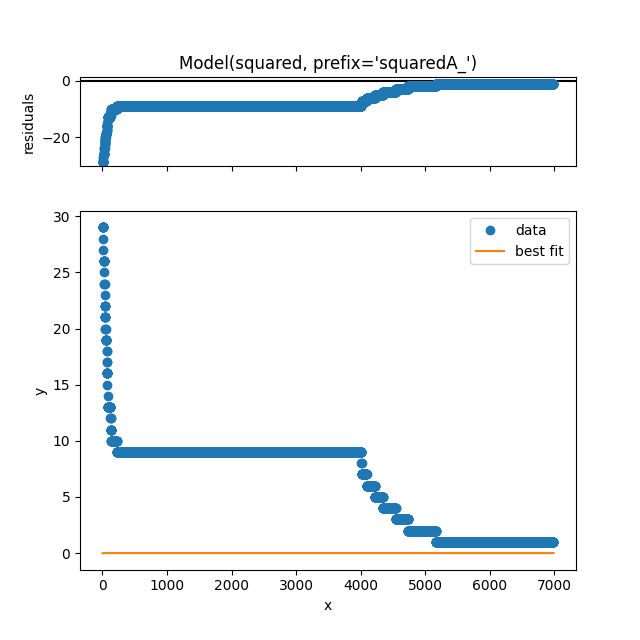 Model(squared, prefix='squaredA_')
0
−20
residuals
30
25
20
15
10
5
0
y
data
best fit
0 1000 2000 3000 4000 5000 6000 7000
x